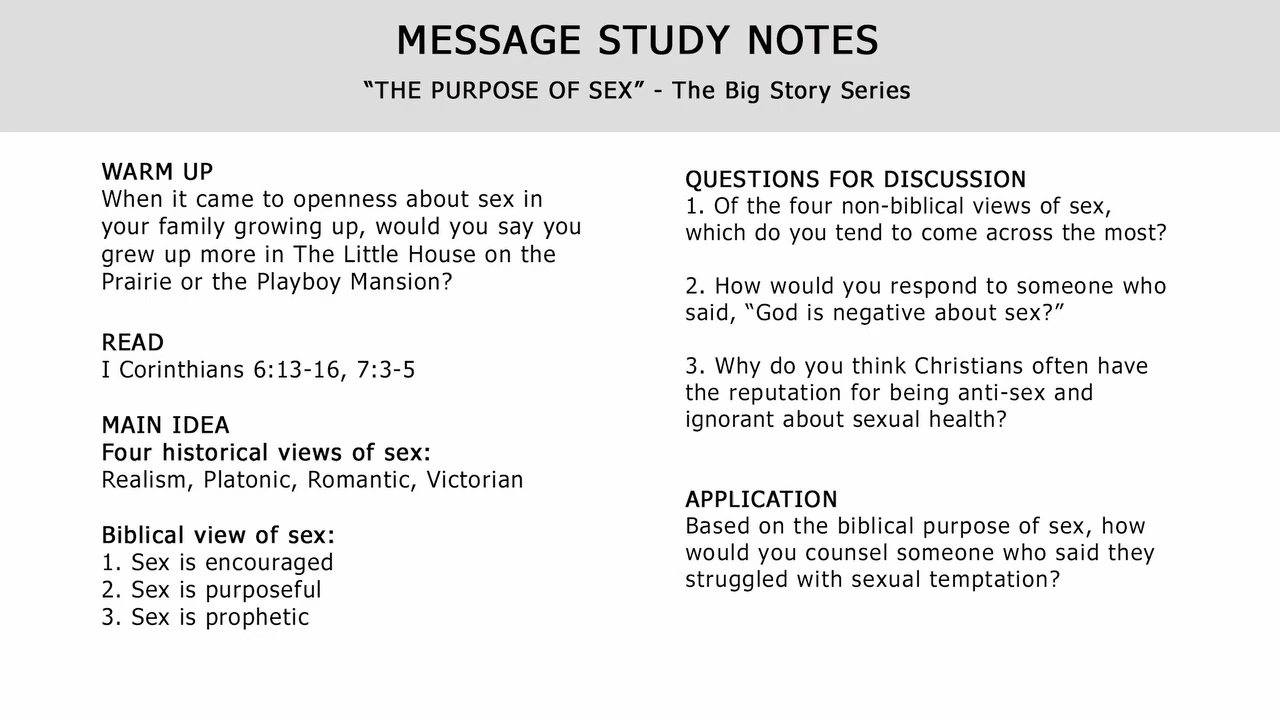 MESSAGE STUDY NOTES
“THE PURPOSE OF SEX” - The Big Story Series
WARM UP
When it came to openness about sex in
your family growing up, would you say you
grew up more in The Little House on the
Prairie or the Playboy Mansion?
READ
I Corinthians 6:13-16, 7:3-5
MAIN IDEA
Four historical views of sex:
Realism, Platonic, Romantic, Victorian
Biblical view of sex:
1. Sex is encouraged
2. Sex is purposeful
3. Sex is prophetic
QUESTIONS FOR DISCUSSION
1. Of the four non-biblical views of sex,
which do you tend to come across the most?
2. How would you respond to someone who
said, “God is negative about sex?”
3. Why do you think Christians often have
the reputation for being anti-sex and
ignorant about sexual health?
APPLICATION
Based on the biblical purpose of sex, how
would you counsel someone who said they
struggled with sexual temptation?